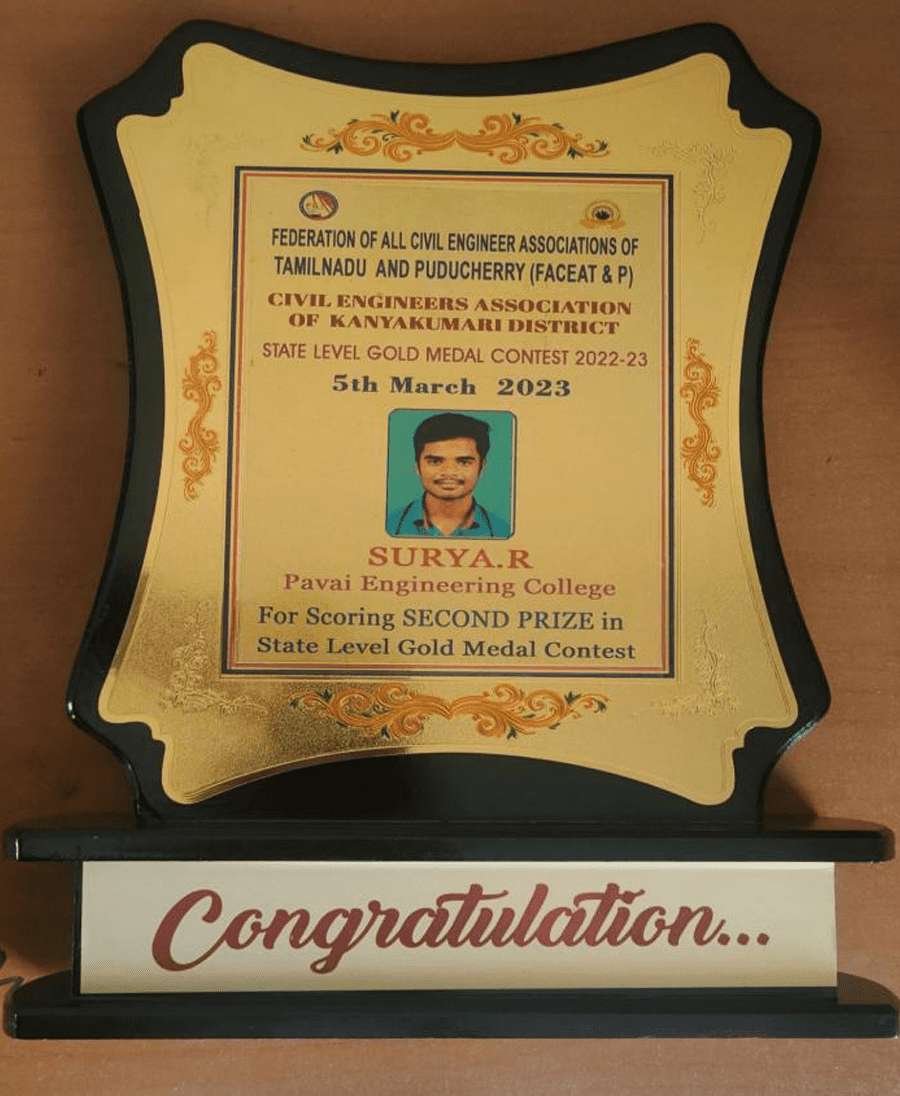 FEDERATION OF ALL CIVIL ENGINEER ASSOCIATIONS OF
TAMILNADU AND PUDUCHERRY (FACEAT & P)
CIVIL ENGINEERS ASSOCIATION
OF KANYAKUMARI DISTRICT
STATE LEVEL GOLD MEDAL CONTEST 2022-23
5th March 2023
SURYA.R
Pavai Engineering College
For Scoring SECOND PRIZE in
State Level Gold Medal Contest
Congratulation...